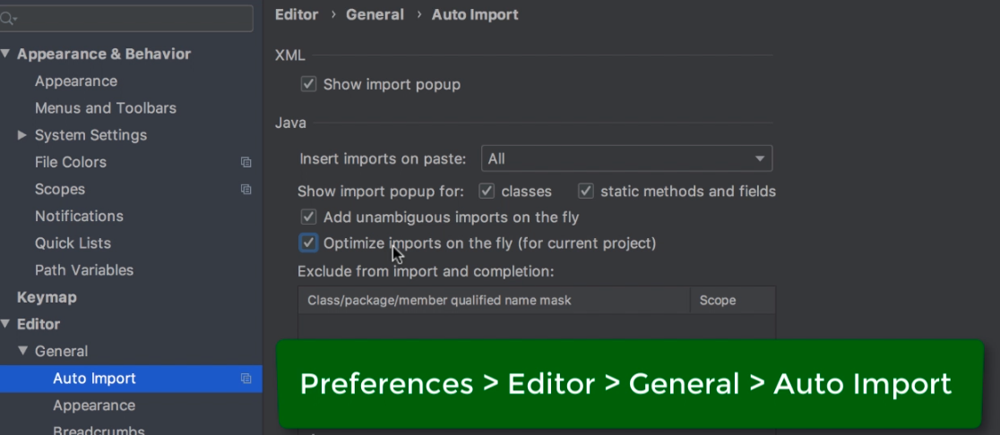 Editor › General › Auto Import
Appearance & Behavior
Appearance
Menus and Toolbars
System Settings
File Colors
Scopes
Notifications
Quick Lists
Path Variables
Keymap
Editor
General
Auto Import
Appearance
Breadcrumbs
XML
Show import popup
Java
Insert imports on paste: All
Show import popup for: classes static methods and fields
Add unambiguous imports on the fly
Optimize imports on the fly (for current project)
Exclude from import and completion:
Class/package/member qualified name mask Scope
Preferences > Editor > General > Auto Import